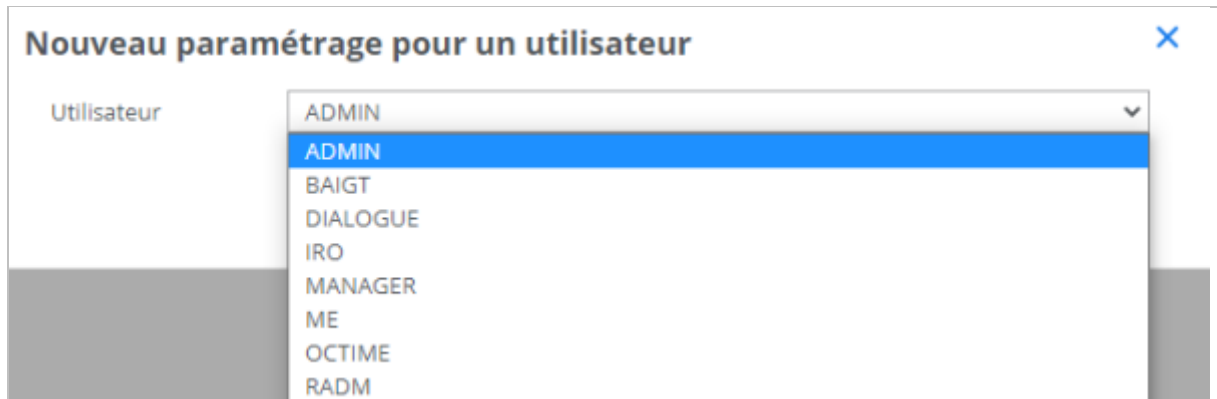 Nouveau paramétrage pour un utilisateur
Utilisateur ADMIN
ADMIN
BAIGT
DIALOGUE
IRO
MANAGER
ME
OCTIME
RADM